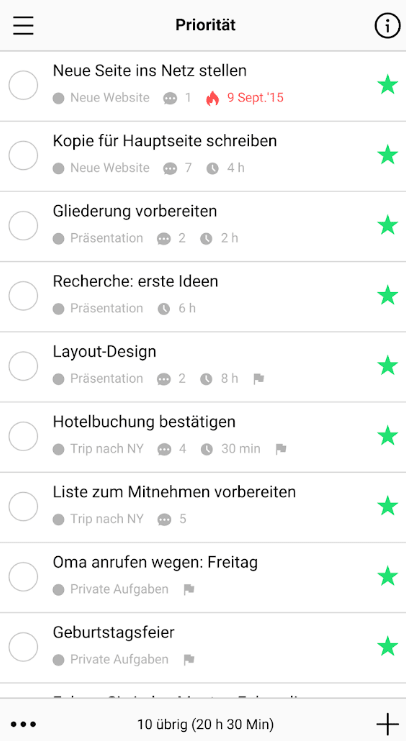 Priorität
Neue Seite ins Netz stellen
Neue Website 1 9 Sept.'15
Kopie für Hauptseite schreiben
Neue Website 7 4 h
Gliederung vorbereiten
Präsentation 2 2 h
Recherche: erste Ideen
Präsentation 6 h
Layout-Design
Präsentation 2 8 h
Hotelbuchung bestätigen
Trip nach NY 4 30 min
Liste zum Mitnehmen vorbereiten
Trip nach NY 5
Oma anrufen wegen: Freitag
Private Aufgaben
Geburtstagsfeier
Private Aufgaben
10 übrig (20 h 30 Min)